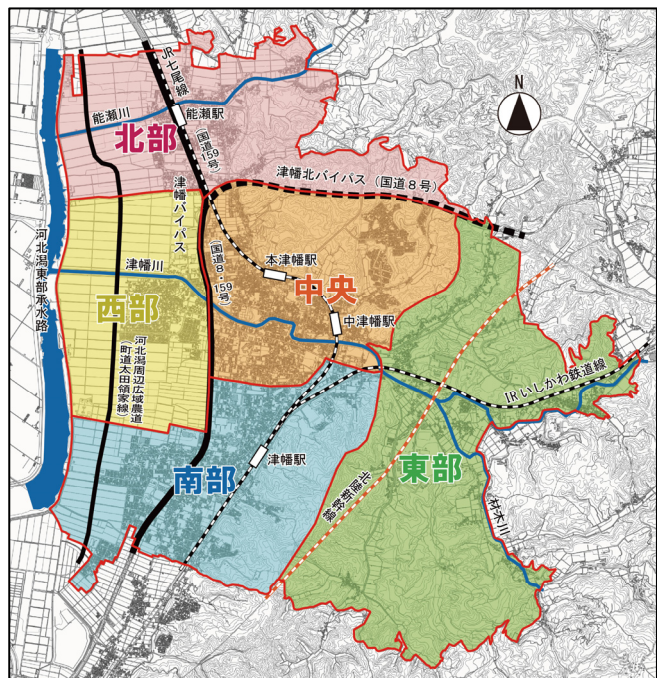 JR七尾線
能瀬川
能瀬駅
北部
(国道159号)
N
津幡北バイパス(国道8号)
津幡バイパス
(国道8・159号)
河北潟東部承水路
津幡川
本津幡駅
中央
中津幡駅
西部
河北潟周辺広域農道
(町道太田領家線)
IRいしかわ鉄道線
南部
津幡駅
東部
北陸新幹線
材木川